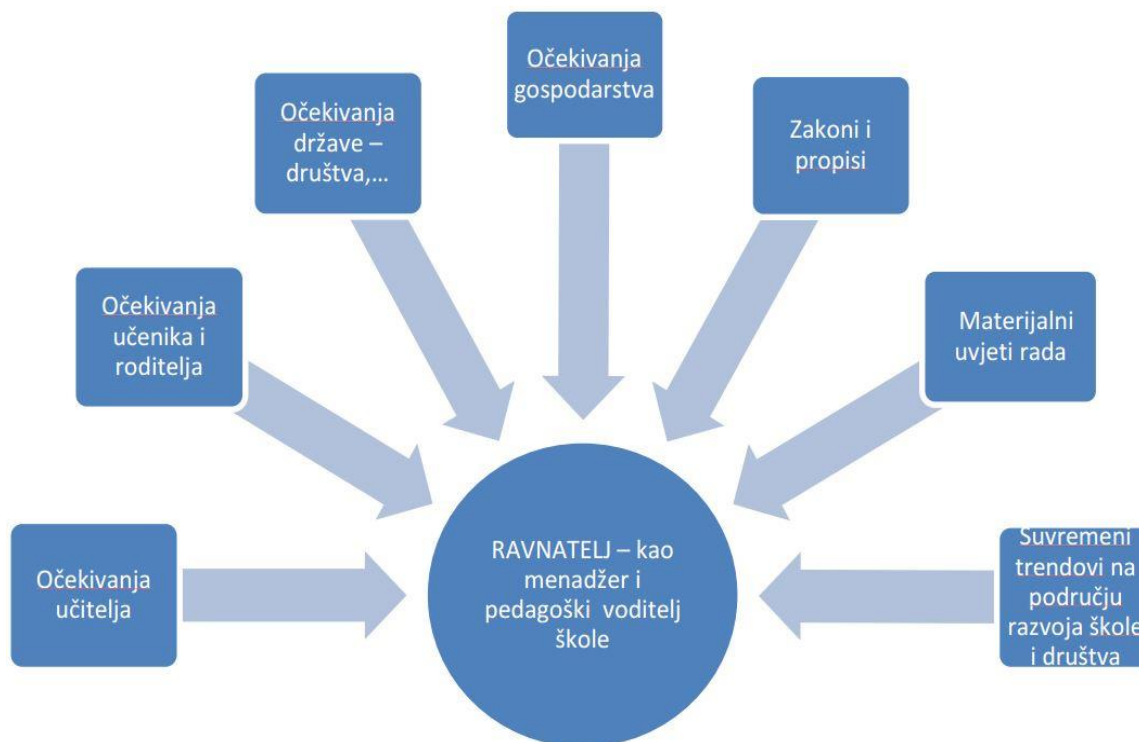 Očekivanja
gospodarstva
Očekivanja
države –
društva,...
Zakoni i
propisi
Očekivanja
učenika i
roditelja
Materijalni
uvjeti rada
Očekivanja
učitelja
RAVNATELJ – kao
menadžer i
pedagoški voditelj
škole
Suvremeni
trendovi na
području
razvoja škole
i društva